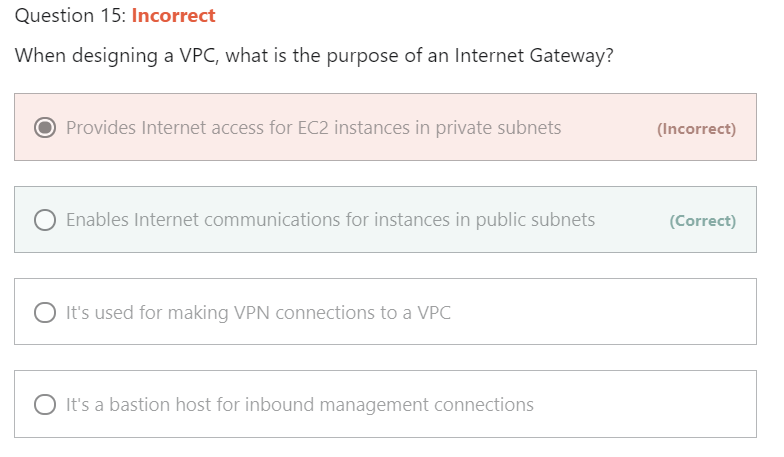 Question 15: Incorrect
When designing a VPC, what is the purpose of an Internet Gateway?
Provides Internet access for EC2 instances in private subnets (Incorrect)
Enables Internet communications for instances in public subnets (Correct)
It's used for making VPN connections to a VPC
It's a bastion host for inbound management connections